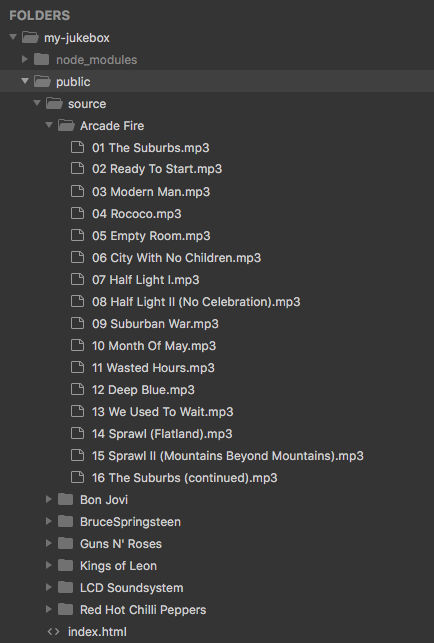 FOLDERS
my-jukebox
node_modules
public
source
Arcade Fire
01 The Suburbs.mp3
02 Ready To Start.mp3
03 Modern Man.mp3
04 Rococo.mp3
05 Empty Room.mp3
06 City With No Children.mp3
07 Half Light I.mp3
08 Half Light II (No Celebration).mp3
09 Suburban War.mp3
10 Month Of May.mp3
11 Wasted Hours.mp3
12 Deep Blue.mp3
13 We Used To Wait.mp3
14 Sprawl (Flatland).mp3
15 Sprawl II (Mountains Beyond Mountains).mp3
16 The Suburbs (continued).mp3
Bon Jovi
BruceSpringsteen
Guns N' Roses
Kings of Leon
LCD Soundsystem
Red Hot Chilli Peppers
index.html